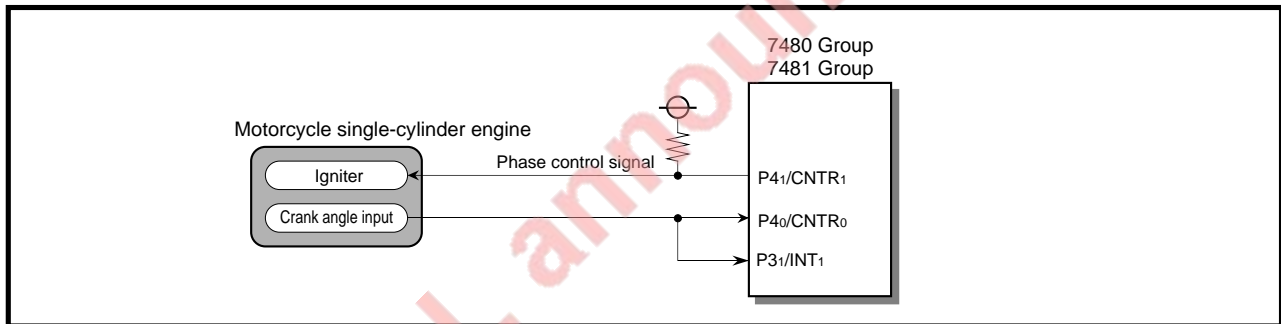 7480 Group
7481 Group
Motorcycle single-cylinder engine
Phase control signal
Igniter
P41/CNTR1
Crank angle input
P40/CNTR0
P31/INT1